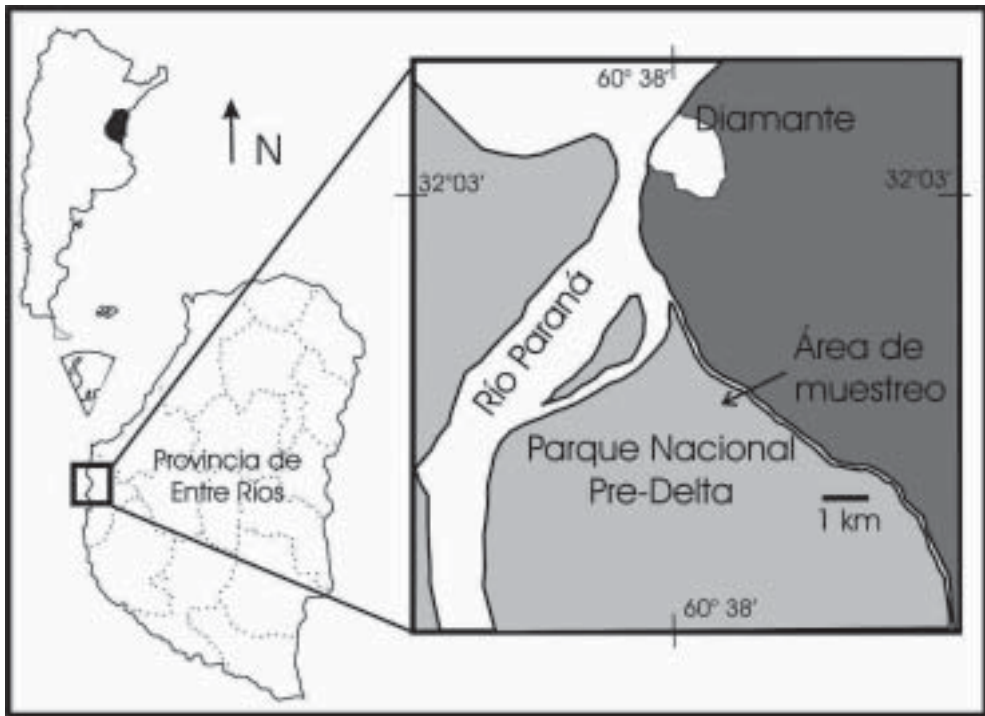 N
Provincia de
Entre Ríos
60° 38'
Diamante
32°03'
32°03'
Río Paraná
Área de
muestreo
Parque Nacional
Pre-Delta
1 km
60° 38'